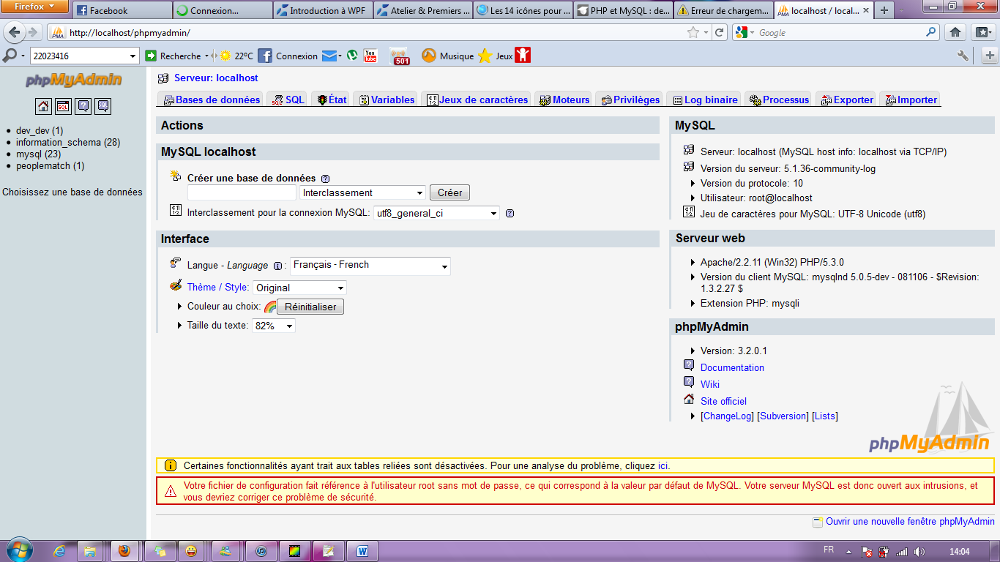 Firefox
Facebook
Connexion...
Introduction à WPF
Atelier & Premiers ...
Les 14 icônes pour ...
PHP et MySQL : de...
Erreur de chargem...
localhost / local...
http://localhost/phpmyadmin/
Google
22023416
Recherche
22°C
Connexion
You Tube
501
Musique
Jeux
phpMyAdmin
Serveur: localhost
Bases de données
SQL
État
Variables
Jeux de caractères
Moteurs
Privilèges
Log binaire
Processus
Exporter
Importer
dev_dev (1)
information_schema (28)
mysql (23)
peoplematch (1)
Choisissez une base de données
Actions
MySQL localhost
Créer une base de données
Interclassement
Créer
Interclassement pour la connexion MySQL:
utf8_general_ci
Interface
Langue - Language :
Français - French
Thème / Style:
Original
Couleur au choix:
Réinitialiser
Taille du texte:
82%
MySQL
Serveur: localhost (MySQL host info: localhost via TCP/IP)
Version du serveur: 5.1.36-community-log
Version du protocole: 10
Utilisateur: root@localhost
Jeu de caractères pour MySQL: UTF-8 Unicode (utf8)
Serveur web
Apache/2.2.11 (Win32) PHP/5.3.0
Version du client MySQL: mysqlnd 5.0.5-dev - 081106 - $Revision:
1.3.2.27 $
Extension PHP: mysqli
phpMyAdmin
Version: 3.2.0.1
Documentation
Wiki
Site officiel
[ChangeLog] [Subversion] [Lists]
phpMyAdmin
Certaines fonctionnalités ayant trait aux tables reliées sont désactivées. Pour une analyse du problème, cliquez ici.
Votre fichier de configuration fait référence à l'utilisateur root sans mot de passe, ce qui correspond à la valeur par défaut de MySQL. Votre serveur MySQL est donc ouvert aux intrusions, et
vous devriez corriger ce problème de sécurité.
Ouvrir une nouvelle fenêtre phpMyAdmin
FR
14:04